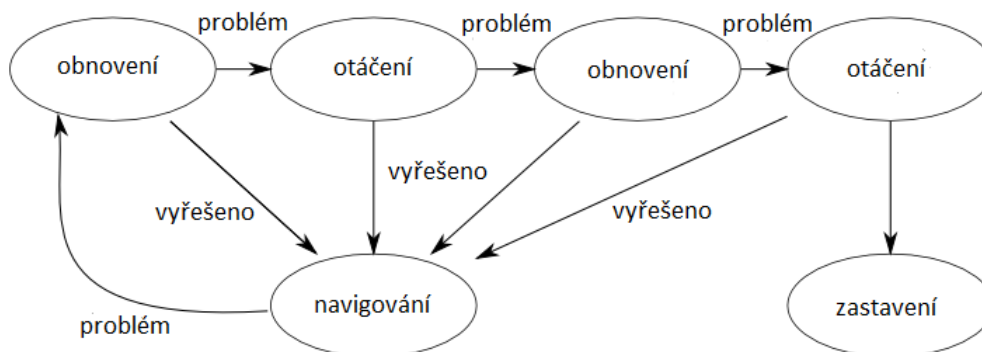 problém
problém
problém
obnovení
otáčení
obnovení
otáčení
vyřešeno
vyřešeno
vyřešeno
navigování
zastavení
problém